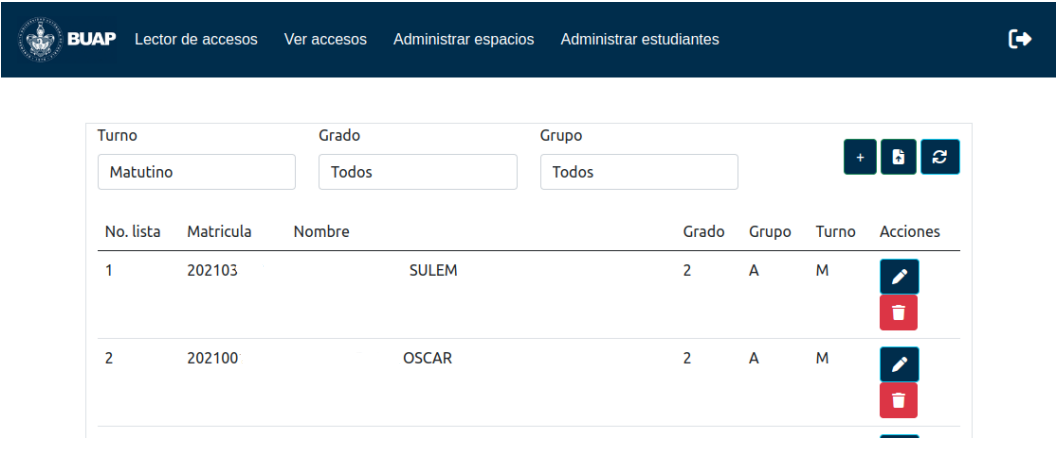 BUAP Lector de accesos Ver accesos Administrar espacios Administrar estudiantes
Turno Grado Grupo
Matutino Todos Todos
No. lista Matricula Nombre Grado Grupo Turno Acciones
1 202103 SULEM 2 A M
2 202100 OSCAR 2 A M